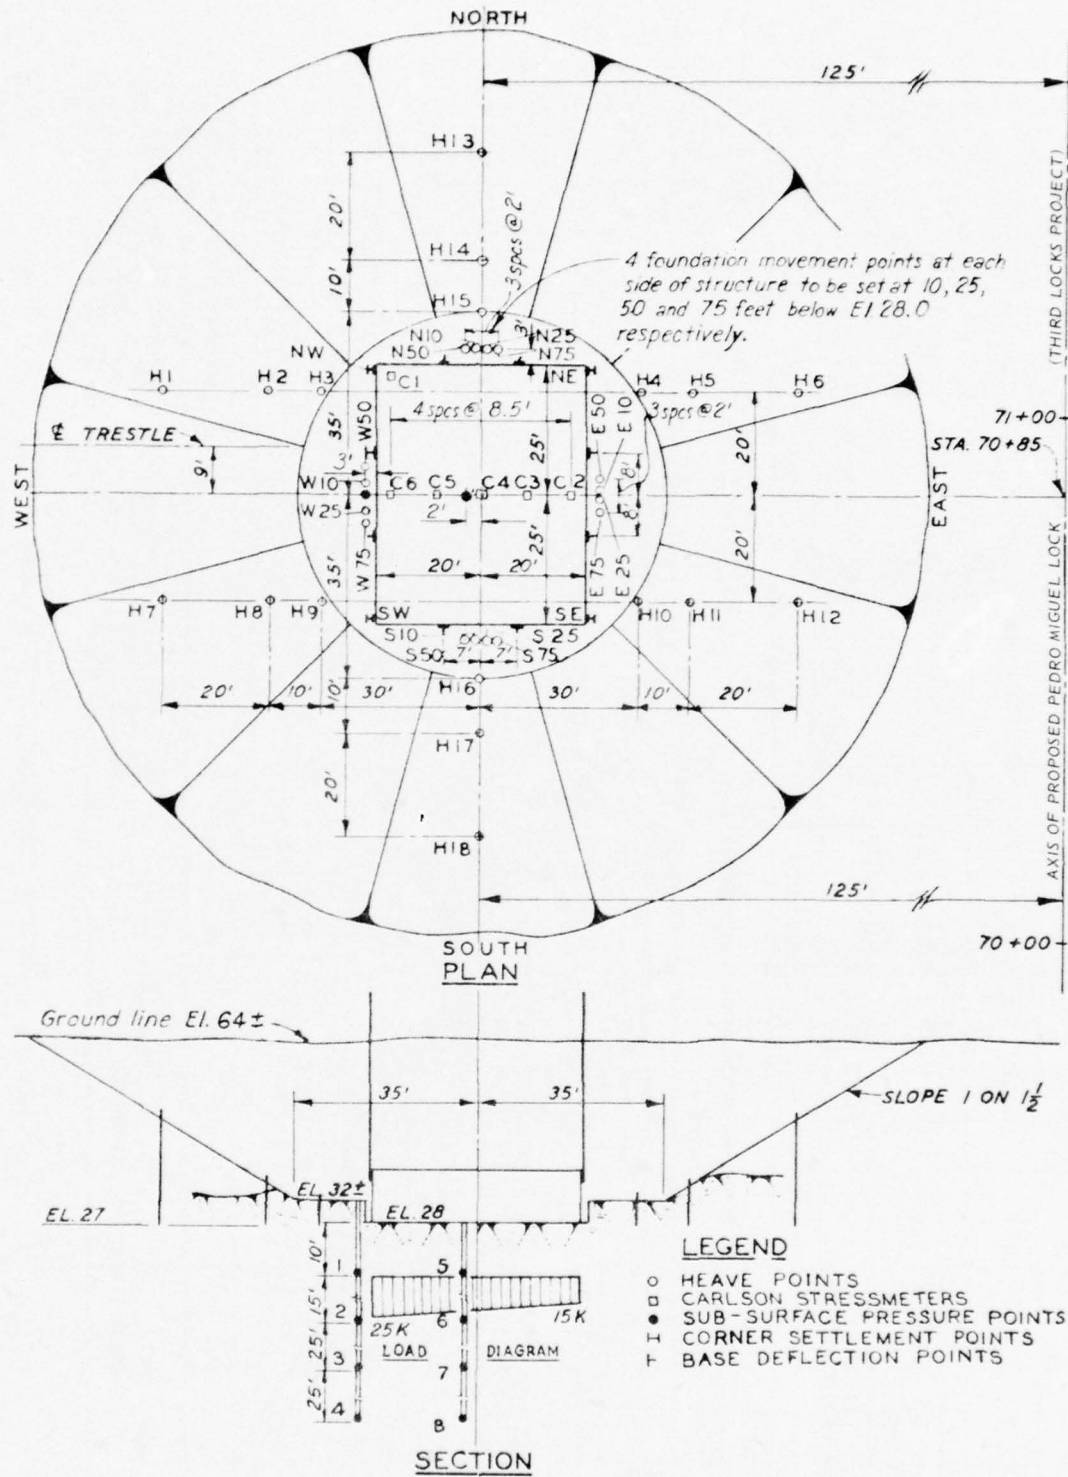 NORTH
125'
H13
20'
3spcs@2'
H14
4 foundation movement points at each
side of structure to be set at 10, 25,
50 and 75 feet below El 28.0
respectively.
10'
H15
3'
N10
N25
N50
N75
NW
NE
H1
H2
H3
C1
H4
H5
H6
4spcs@ 8.5'
3spcs@2'
(THIRD LOCKS PROJECT)
71+00
35'
W50
E50
E10
25'
20'
℄ TRESTLE
STA. 70+85
9'
3'
8'
WEST
W10
C6
C5
C4
C3
C2
EAST
W25
2'
8'
25'
20'
35'
W75
20'
20'
E75
E25
H7
H8
H9
SW
SE
H10
H11
H12
S10
S25
S50
7'
7'
S75
20'
10'
30'
H16
30'
10'
20'
10'
H17
20'
H18
AXIS OF PROPOSED PEDRO MIGUEL LOCK
125'
SOUTH
70+00
PLAN
Ground line El. 64±
35'
35'
SLOPE 1 ON 1½
EL. 32±
EL. 27
EL. 28
10'
1
5
15'
2
6
25K
15K
25'
LOAD DIAGRAM
3
7
25'
4
8
SECTION
LEGEND
○ HEAVE POINTS
□ CARLSON STRESSMETERS
● SUB-SURFACE PRESSURE POINTS
CORNER SETTLEMENT POINTS
BASE DEFLECTION POINTS